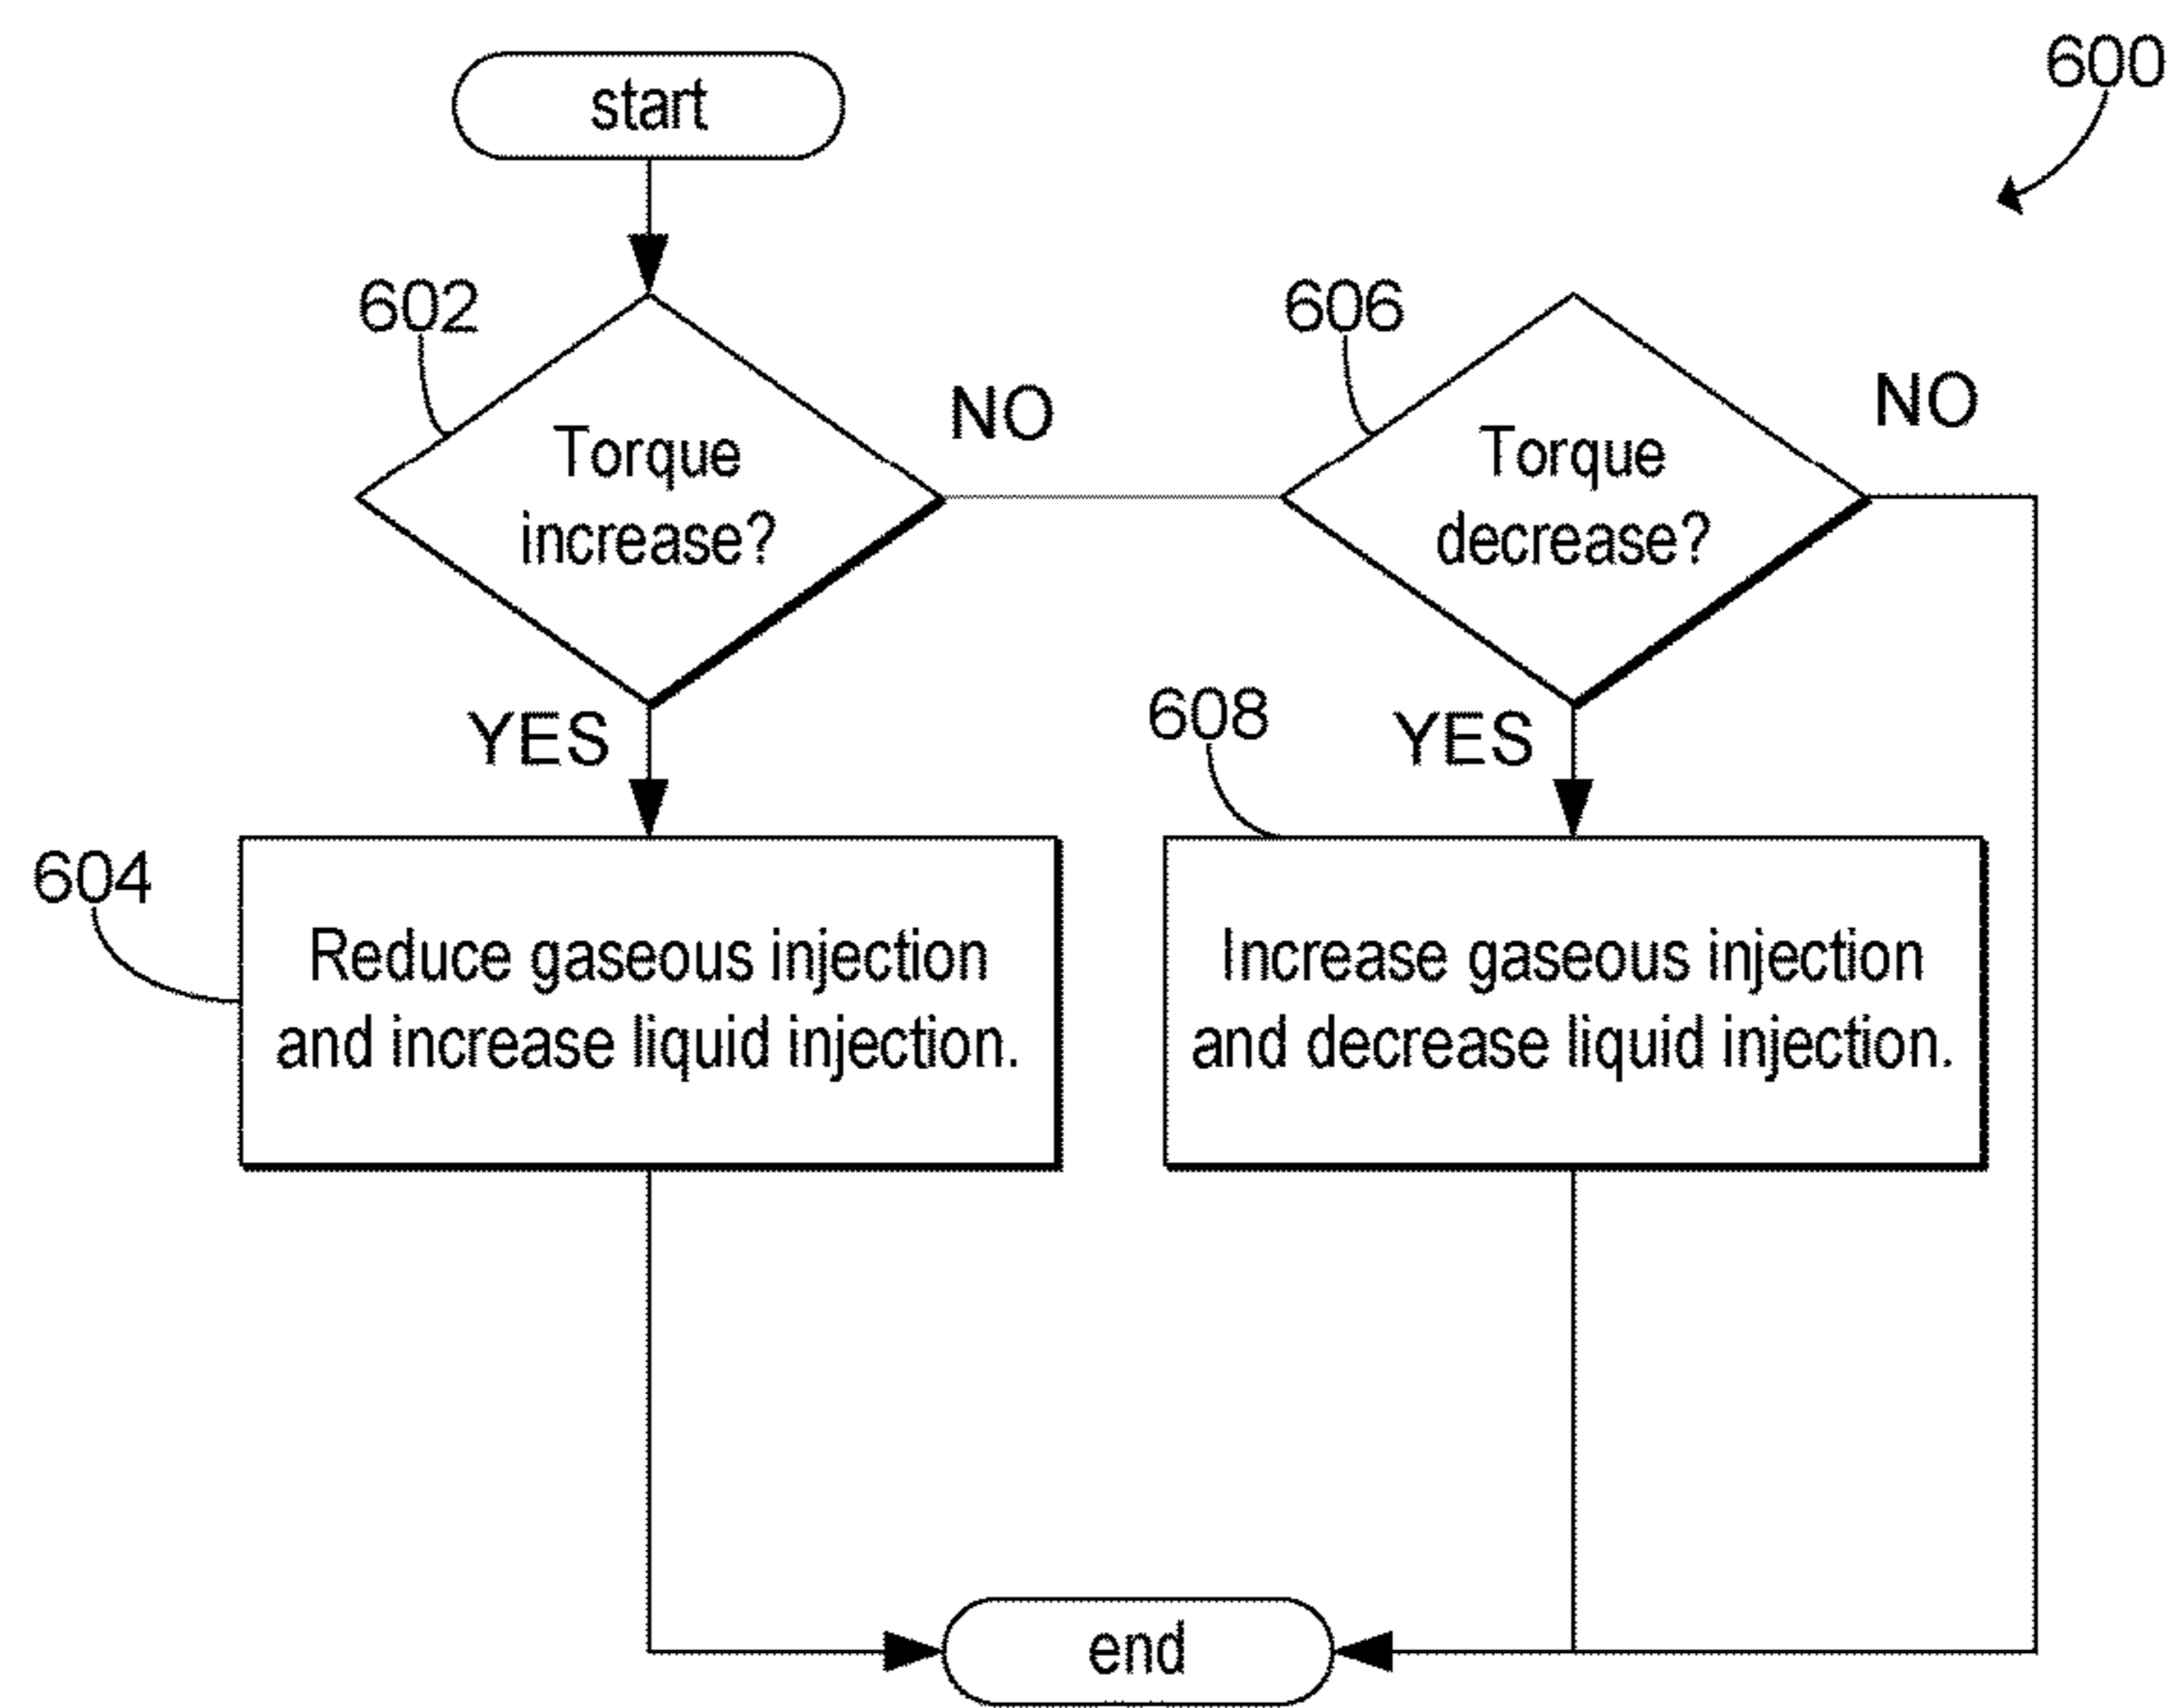 start
600
602
Torque
increase?
NO
606
Torque
decrease?
NO
YES
608
YES
604
Reduce gaseous injection
and increase liquid injection.
Increase gaseous injection
and decrease liquid injection.
end